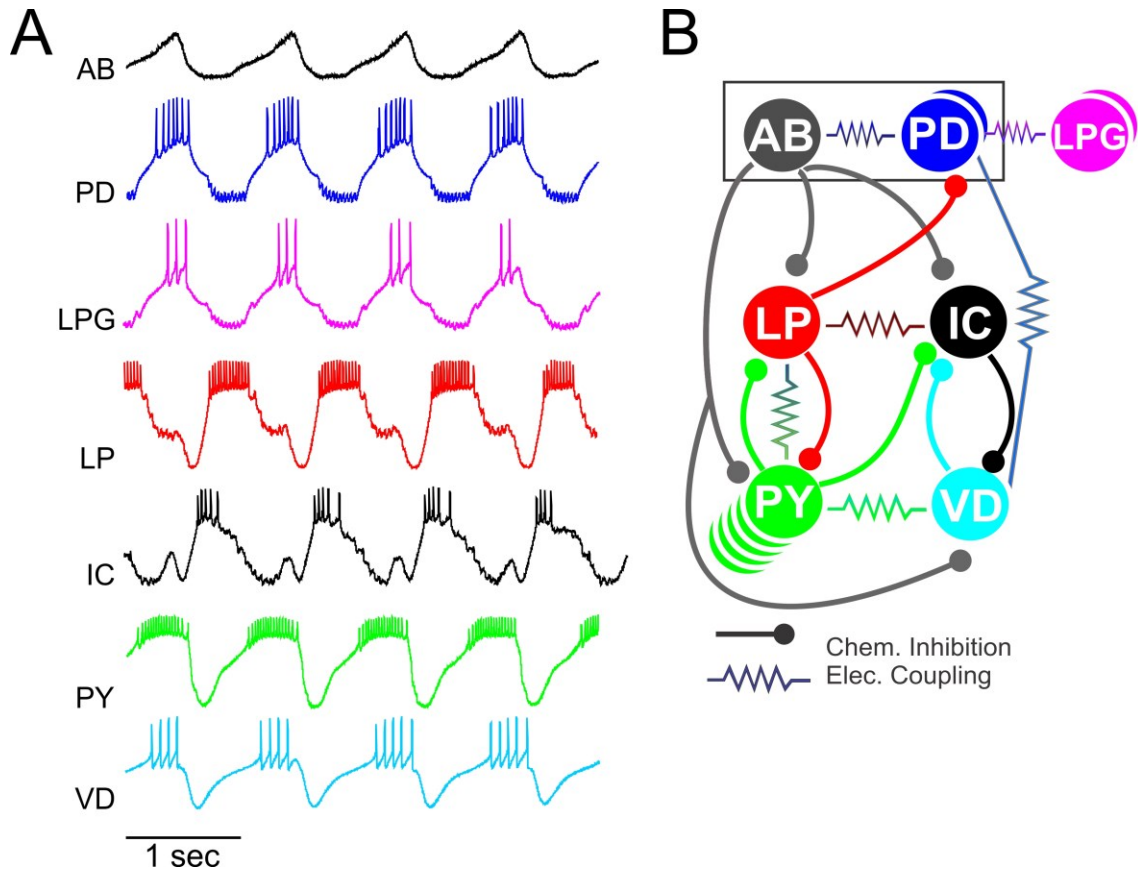 A
AB
PD
LPG
LP
IC
PY
VD
1 sec
B
AB
PD
LPG
LP
IC
PY
VD
Chem. Inhibition
Elec. Coupling